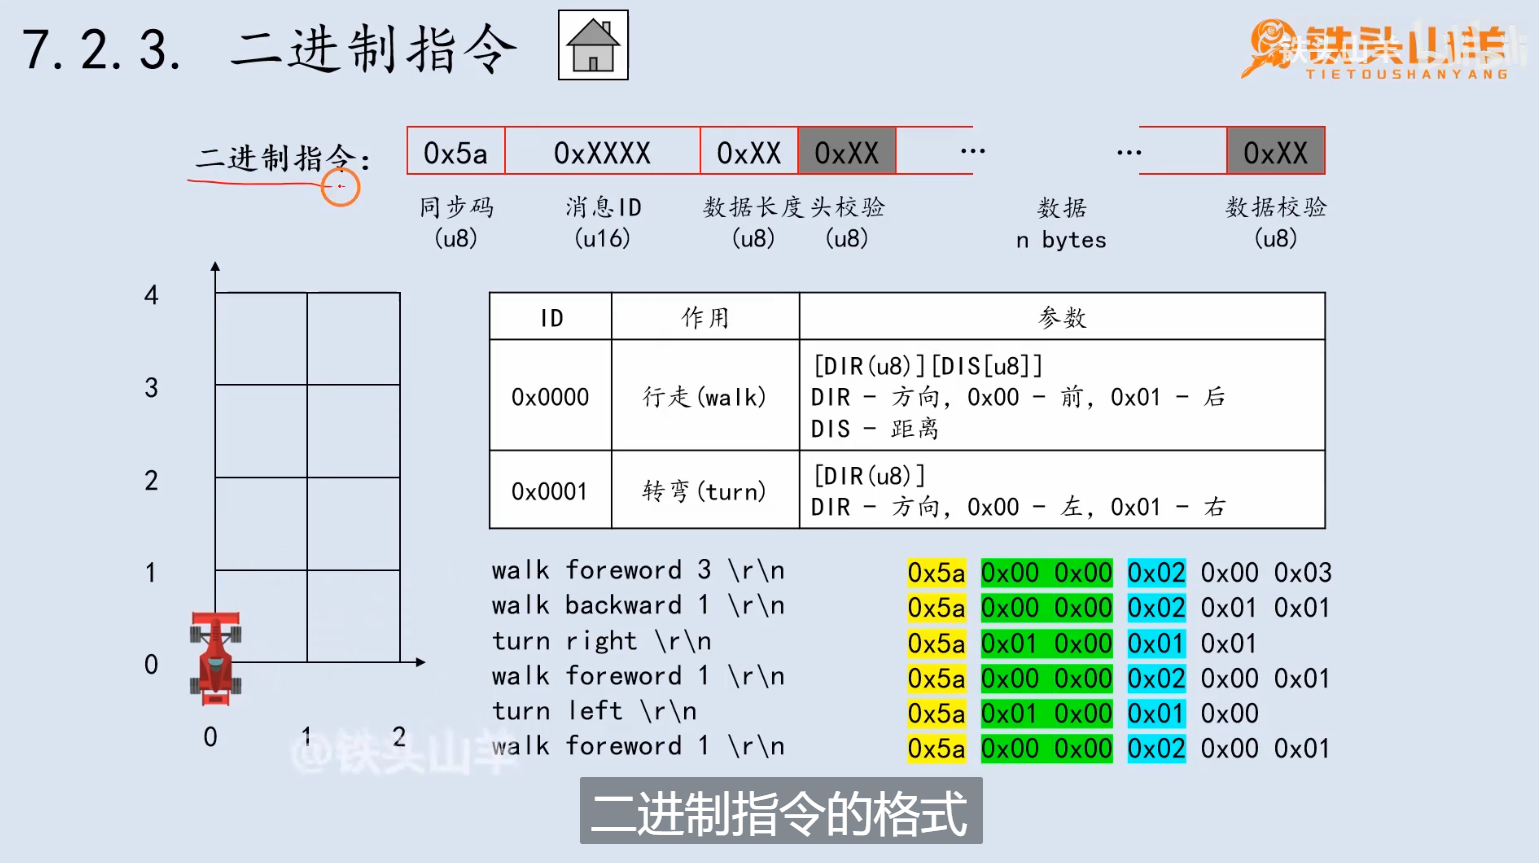 7.2.3. 二进制指令
铁头山羊
TIETOUSHANYANG
二进制指令:
0x5a 0xXXXX 0xXX 0xXX ... ... 0xXX
同步码 消息ID 数据长度 头校验 数据 数据校验
(u8) (u16) (u8) (u8) n bytes (u8)
4
3
2
1
0
0 1 2
ID 作用 参数
0x0000 行走(walk)
[DIR(u8)][DIS[u8]]
DIR - 方向, 0x00 - 前, 0x01 - 后
DIS - 距离
0x0001 转弯(turn)
[DIR(u8)]
DIR - 方向, 0x00 - 左, 0x01 - 右
walk foreword 3 \r\n 0x5a 0x00 0x00 0x02 0x00 0x03
walk backward 1 \r\n 0x5a 0x00 0x00 0x02 0x01 0x01
turn right \r\n 0x5a 0x01 0x00 0x01 0x01
walk foreword 1 \r\n 0x5a 0x00 0x00 0x02 0x00 0x01
turn left \r\n 0x5a 0x01 0x00 0x01 0x00
walk foreword 1 \r\n 0x5a 0x00 0x00 0x02 0x00 0x01
@铁头山羊
二进制指令的格式